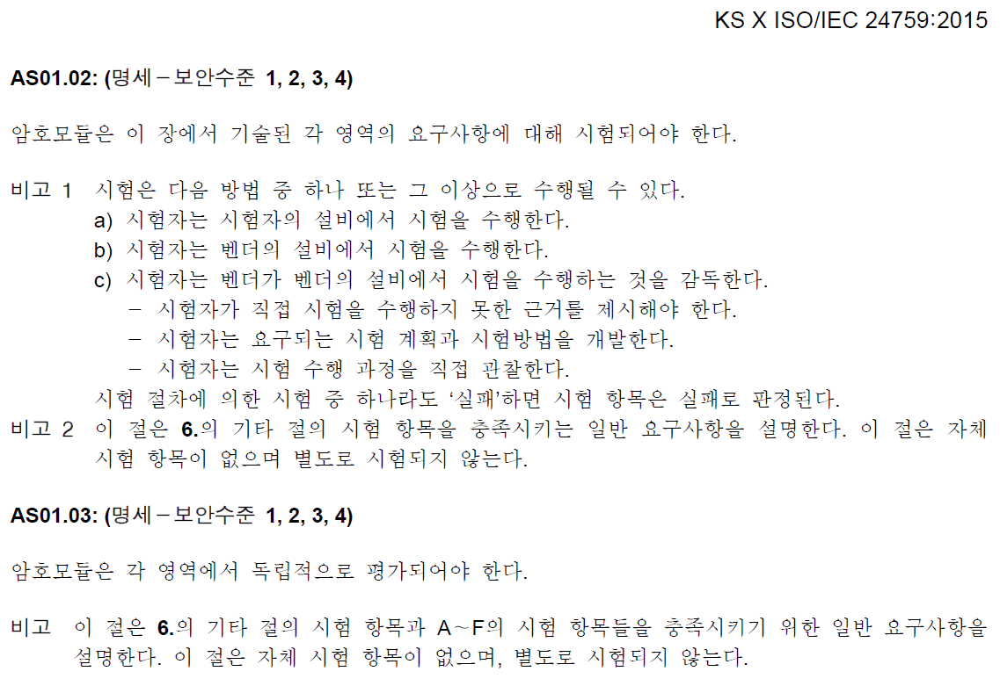 KS X ISO/IEC 24759:2015
AS01.02: (명세－보안수준 1, 2, 3, 4)
암호모듈은 이 장에서 기술된 각 영역의 요구사항에 대해 시험되어야 한다.
비고 1 시험은 다음 방법 중 하나 또는 그 이상으로 수행될 수 있다.
a) 시험자는 시험자의 설비에서 시험을 수행한다.
b) 시험자는 벤더의 설비에서 시험을 수행한다.
c) 시험자는 벤더가 벤더의 설비에서 시험을 수행하는 것을 감독한다.
－ 시험자가 직접 시험을 수행하지 못한 근거를 제시해야 한다.
－ 시험자는 요구되는 시험 계획과 시험방법을 개발한다.
－ 시험자는 시험 수행 과정을 직접 관찰한다.
시험 절차에 의한 시험 중 하나라도 ‘실패’하면 시험 항목은 실패로 판정된다.
비고 2 이 절은 6.의 기타 절의 시험 항목을 충족시키는 일반 요구사항을 설명한다. 이 절은 자체
시험 항목이 없으며 별도로 시험되지 않는다.
AS01.03: (명세－보안수준 1, 2, 3, 4)
암호모듈은 각 영역에서 독립적으로 평가되어야 한다.
비고 이 절은 6.의 기타 절의 시험 항목과 A～F의 시험 항목들을 충족시키기 위한 일반 요구사항을
설명한다. 이 절은 자체 시험 항목이 없으며, 별도로 시험되지 않는다.